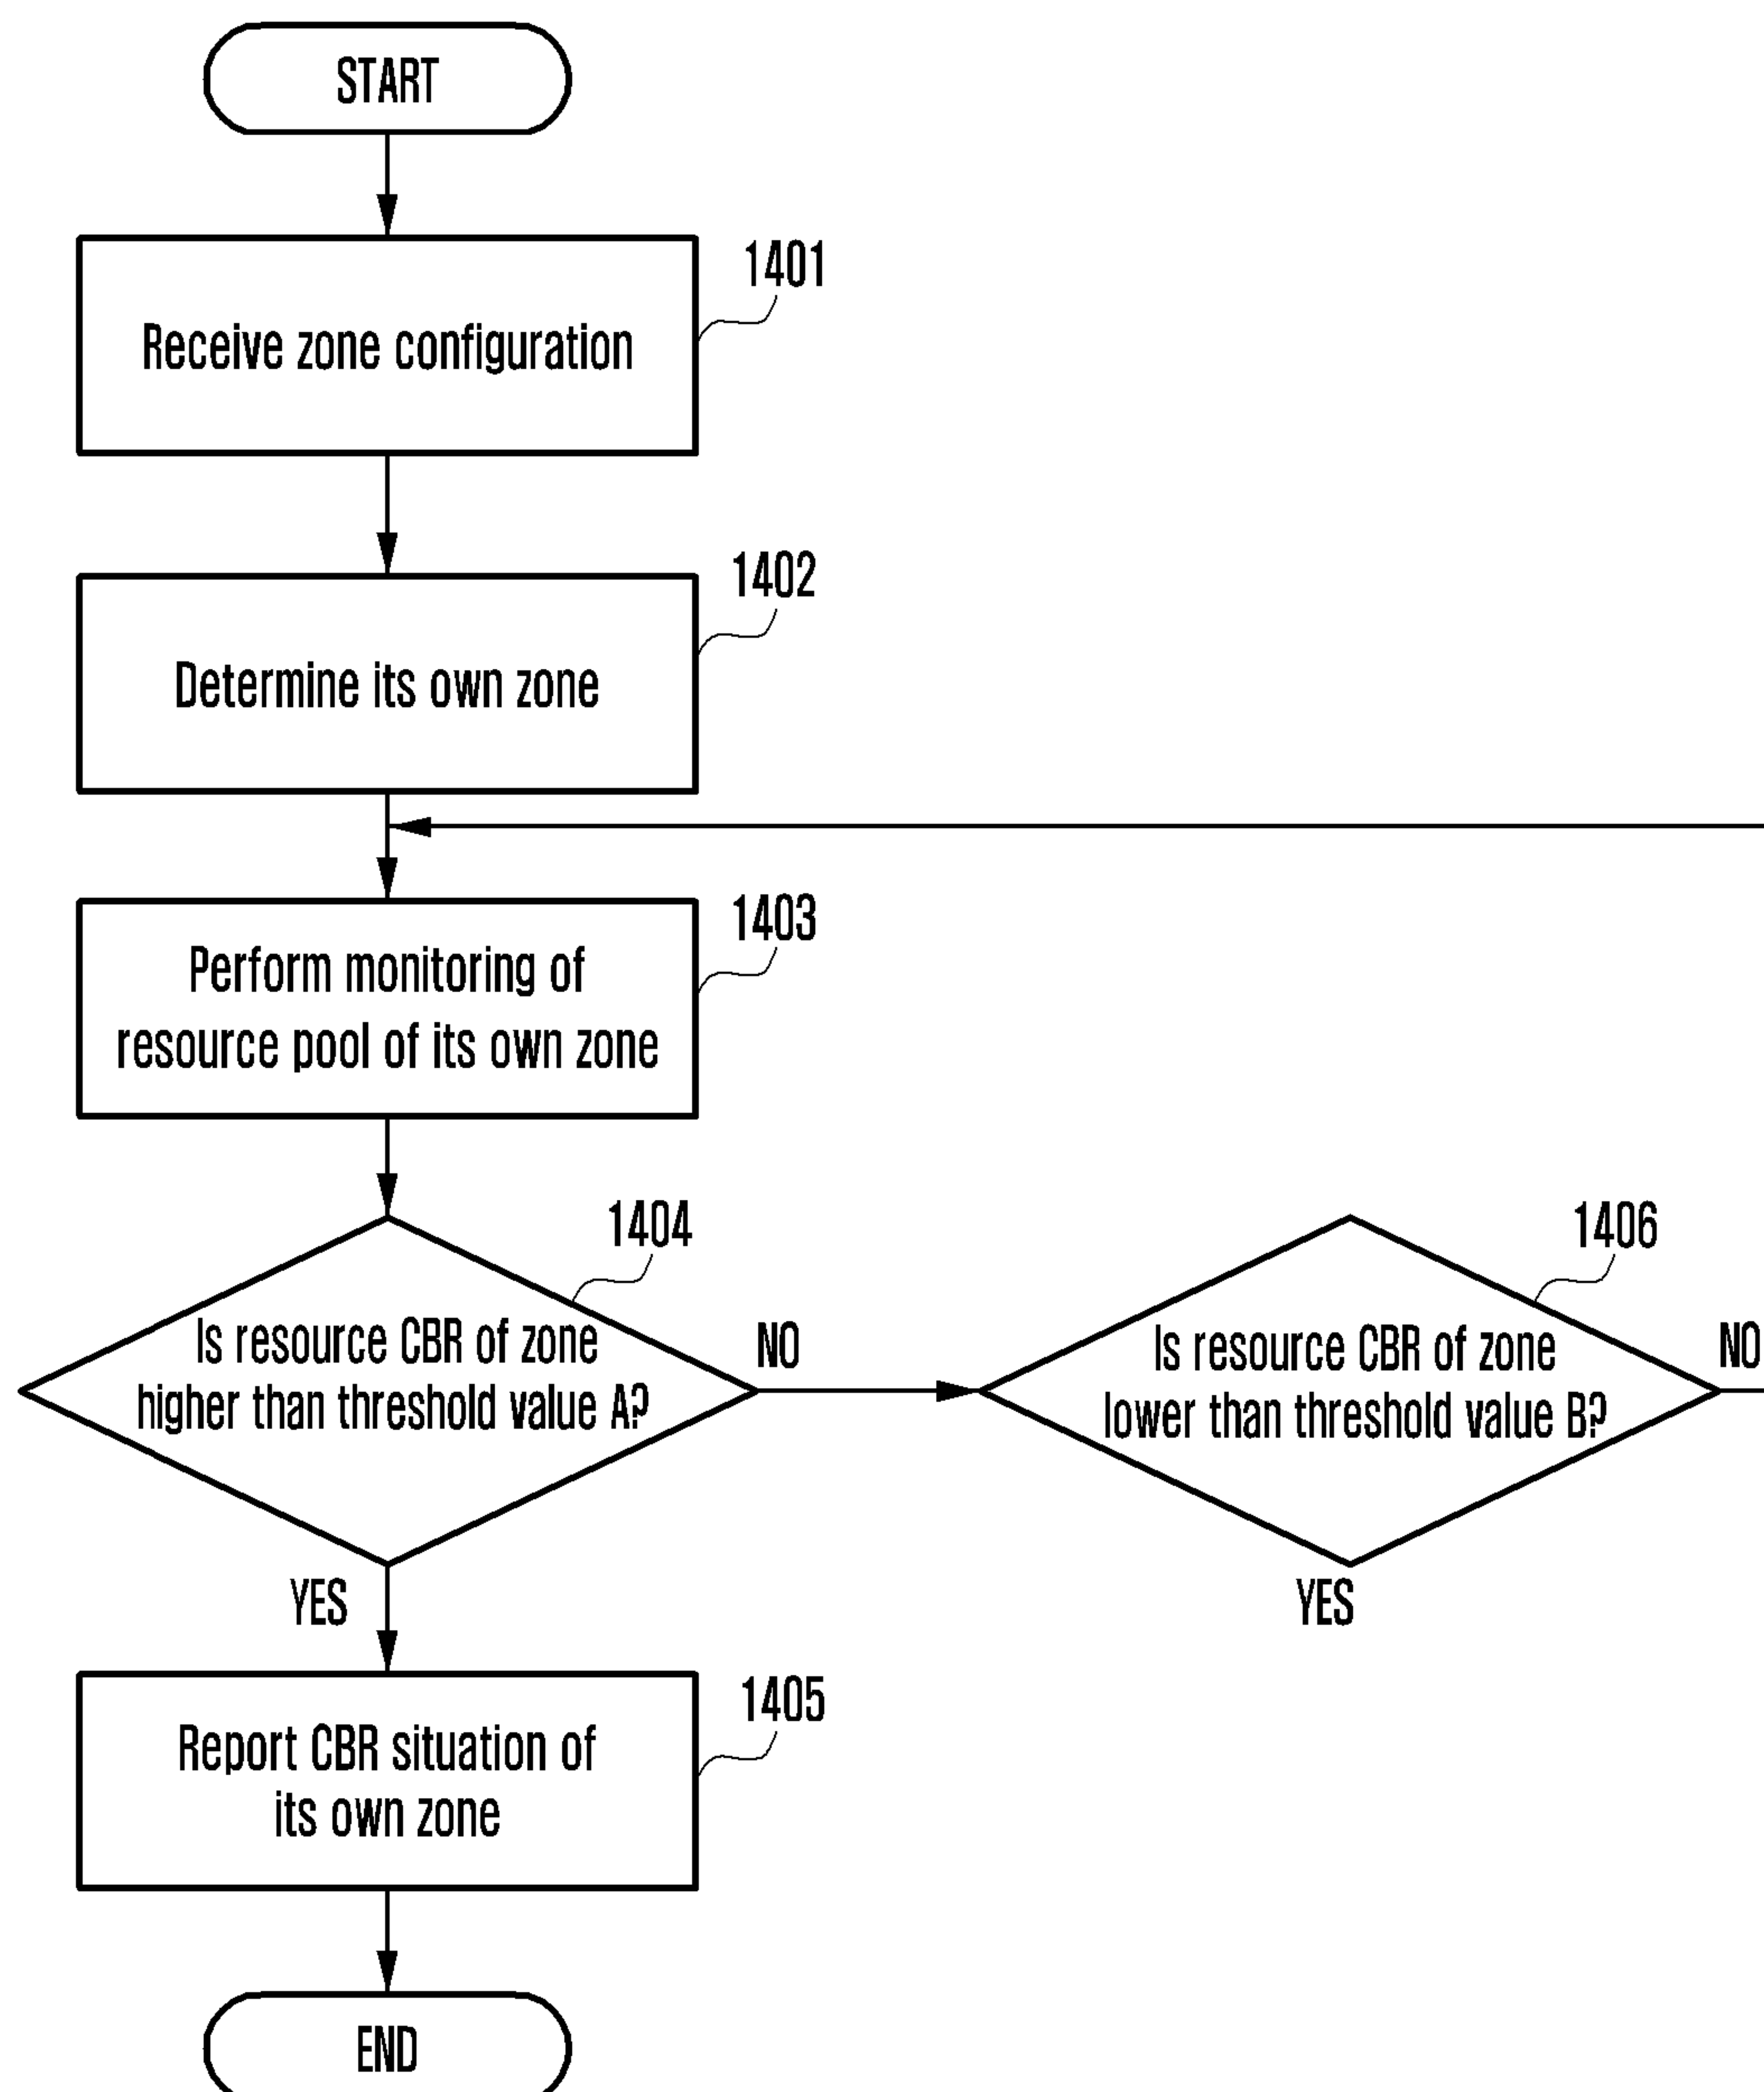 START
1401
Receive zone configuration
1402
Determine its own zone
1403
Perform monitoring of
resource pool of its own zone
1404
Is resource CBR of zone
higher than threshold value A?
NO
1406
Is resource CBR of zone
lower than threshold value B?
NO
YES
YES
1405
Report CBR situation of
its own zone
END